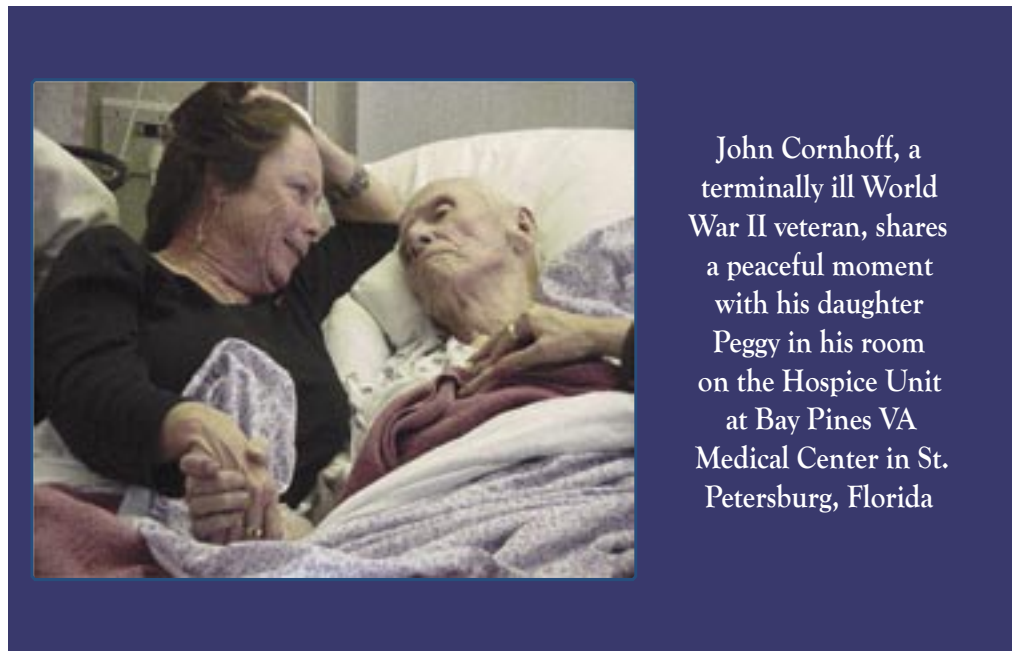 John Cornhoff, a
terminally ill World
War II veteran, shares
a peaceful moment
with his daughter
Peggy in his room
on the Hospice Unit
at Bay Pines VA
Medical Center in St.
Petersburg, Florida